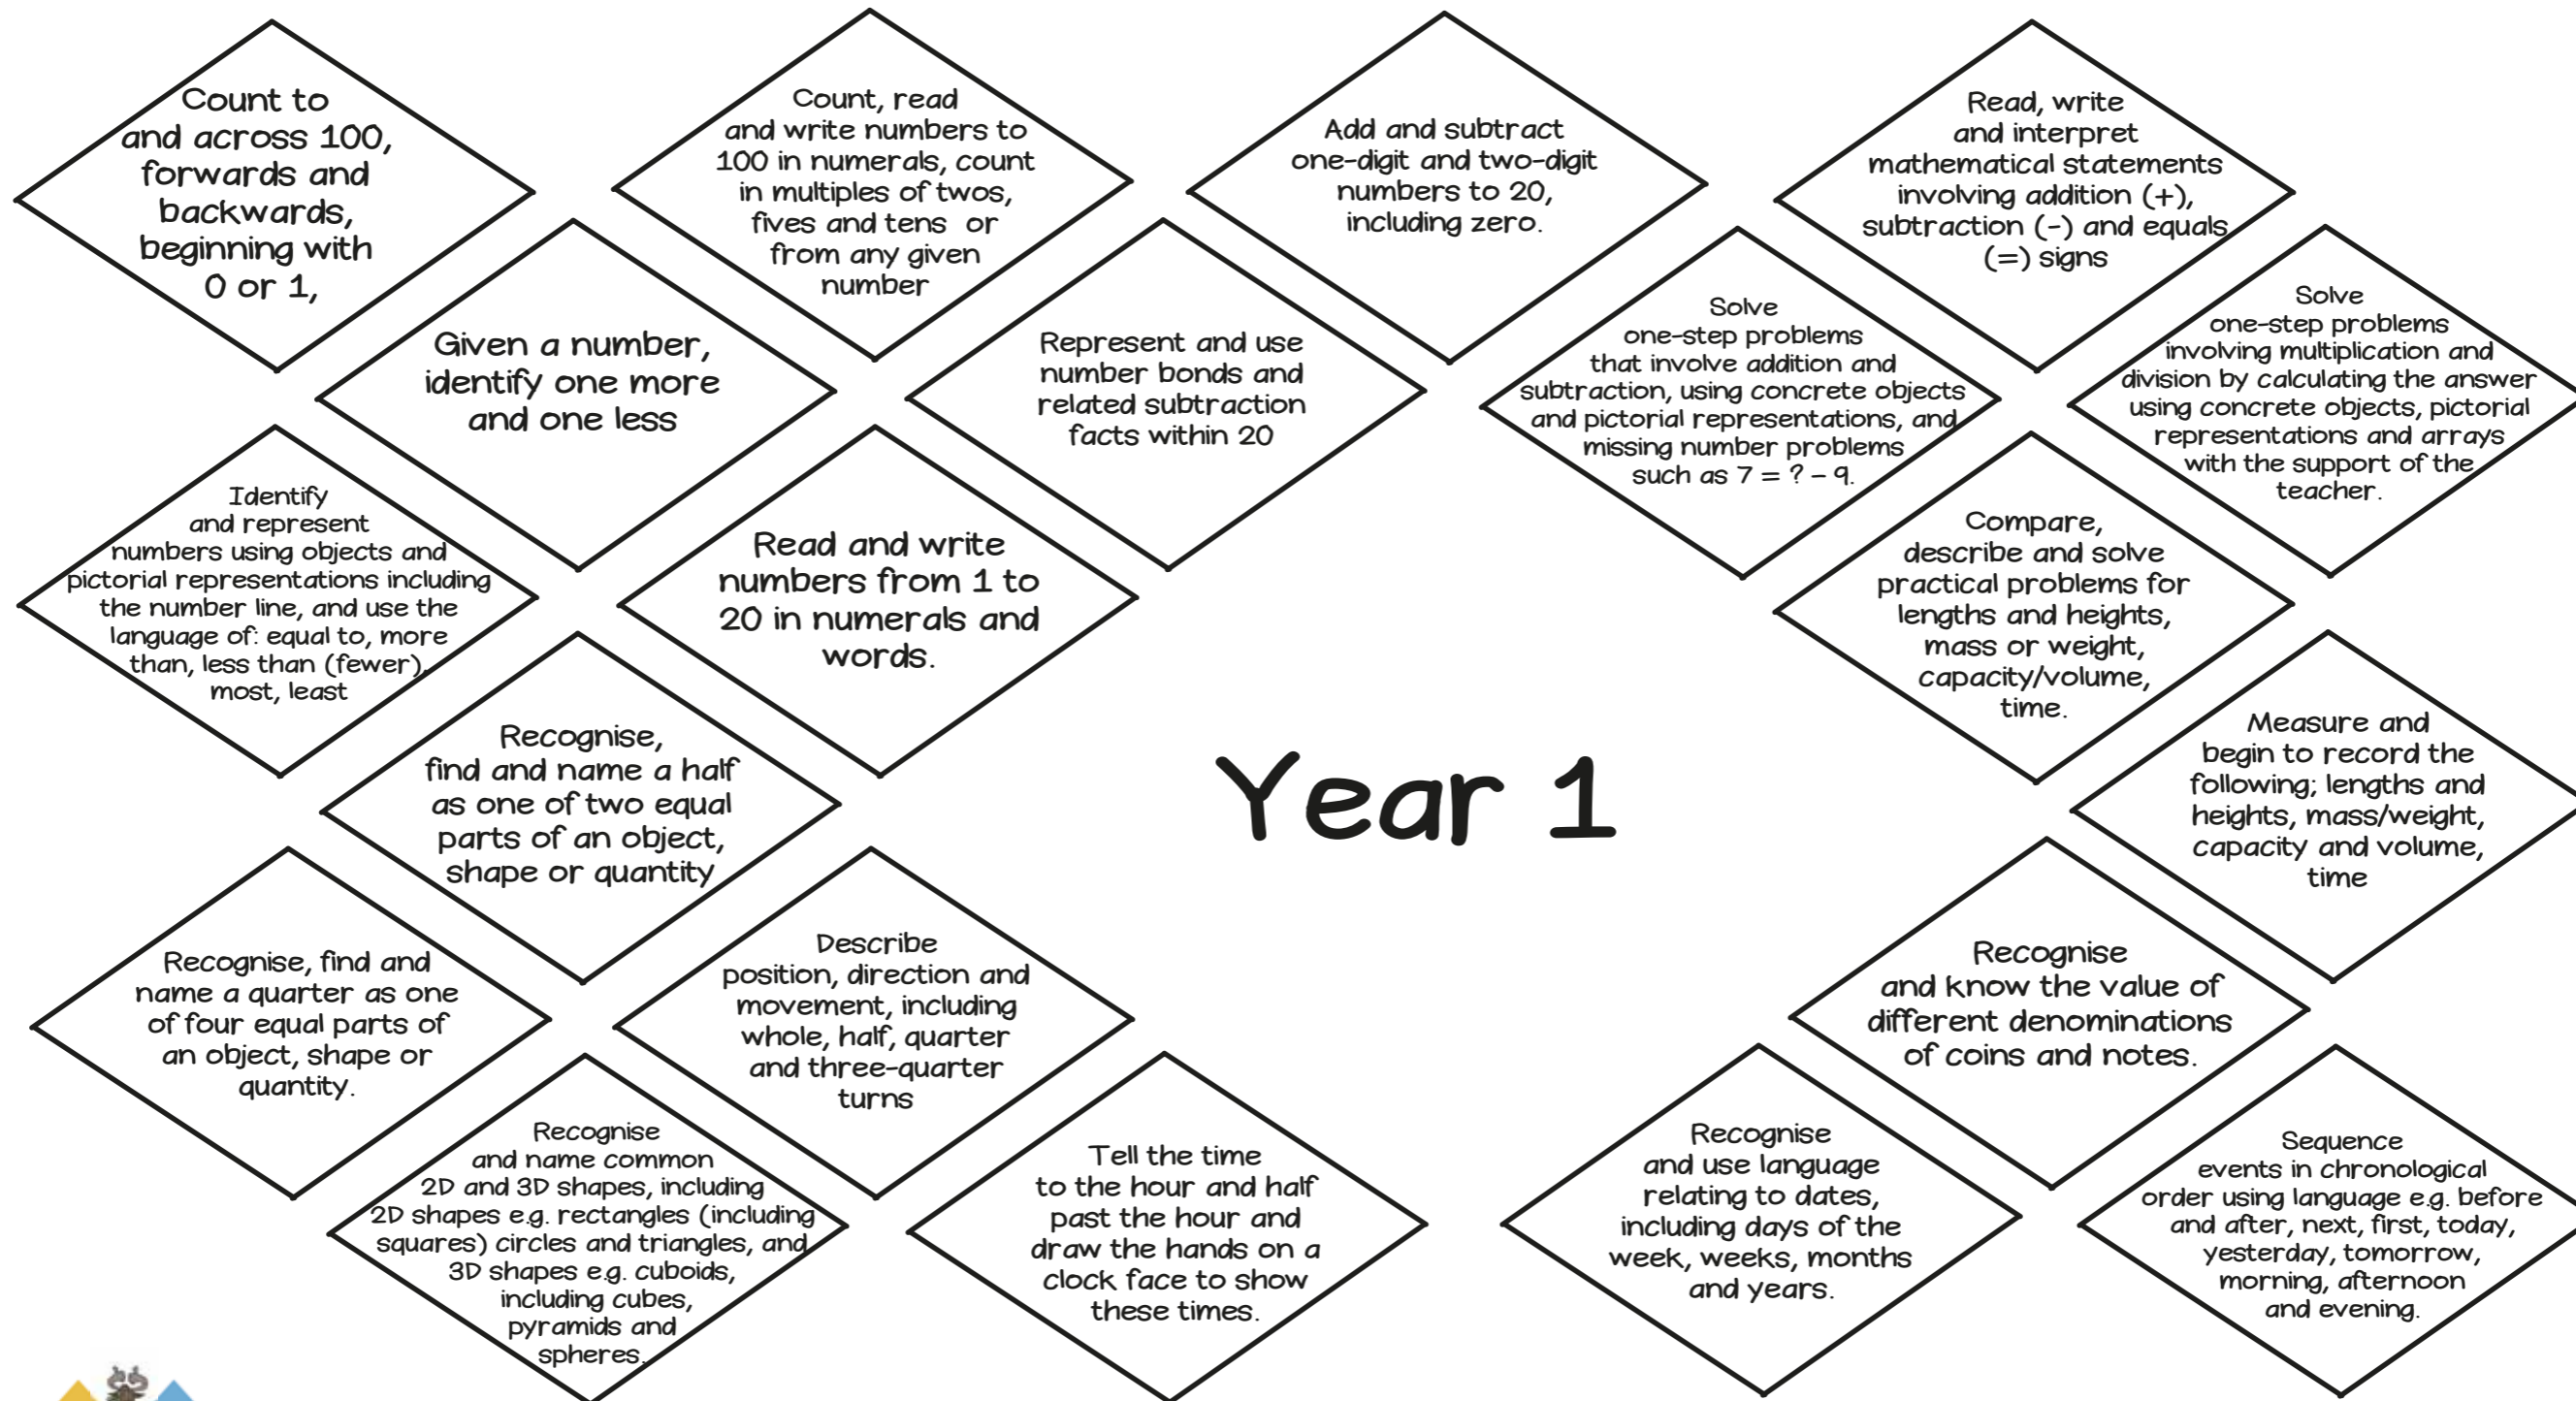 Count to
and across 100,
forwards and
backwards,
beginning with
0 or 1,
Count, read
and write numbers to
100 in numerals, count
in multiples of twos,
fives and tens or
from any given
number
Add and subtract
one-digit and two-digit
numbers to 20,
including zero.
Read, write
and interpret
mathematical statements
involving addition (+),
subtraction (-) and equals
(=) signs
Given a number,
identify one more
and one less
Represent and use
number bonds and
related subtraction
facts within 20
Solve
one-step problems
that involve addition and
subtraction, using concrete objects
and pictorial representations, and
missing number problems
such as 7 = ? – 9.
Solve
one-step problems
involving multiplication and
division by calculating the answer
using concrete objects, pictorial
representations and arrays
with the support of the
teacher.
Identify
and represent
numbers using objects and
pictorial representations including
the number line, and use the
language of: equal to, more
than, less than (fewer),
most, least
Read and write
numbers from 1 to
20 in numerals and
words.
Compare,
describe and solve
practical problems for
lengths and heights,
mass or weight,
capacity/volume,
time.
Recognise,
find and name a half
as one of two equal
parts of an object,
shape or quantity
Year 1
Measure and
begin to record the
following; lengths and
heights, mass/weight,
capacity and volume,
time
Recognise, find and
name a quarter as one
of four equal parts of
an object, shape or
quantity.
Describe
position, direction and
movement, including
whole, half, quarter
and three-quarter
turns
Recognise
and know the value of
different denominations
of coins and notes.
Recognise
and name common
2D and 3D shapes, including
2D shapes e.g. rectangles (including
squares) circles and triangles, and
3D shapes e.g. cuboids,
including cubes,
pyramids and
spheres.
Tell the time
to the hour and half
past the hour and
draw the hands on a
clock face to show
these times.
Recognise
and use language
relating to dates,
including days of the
week, weeks, months
and years.
Sequence
events in chronological
order using language e.g. before
and after, next, first, today,
yesterday, tomorrow,
morning, afternoon
and evening.